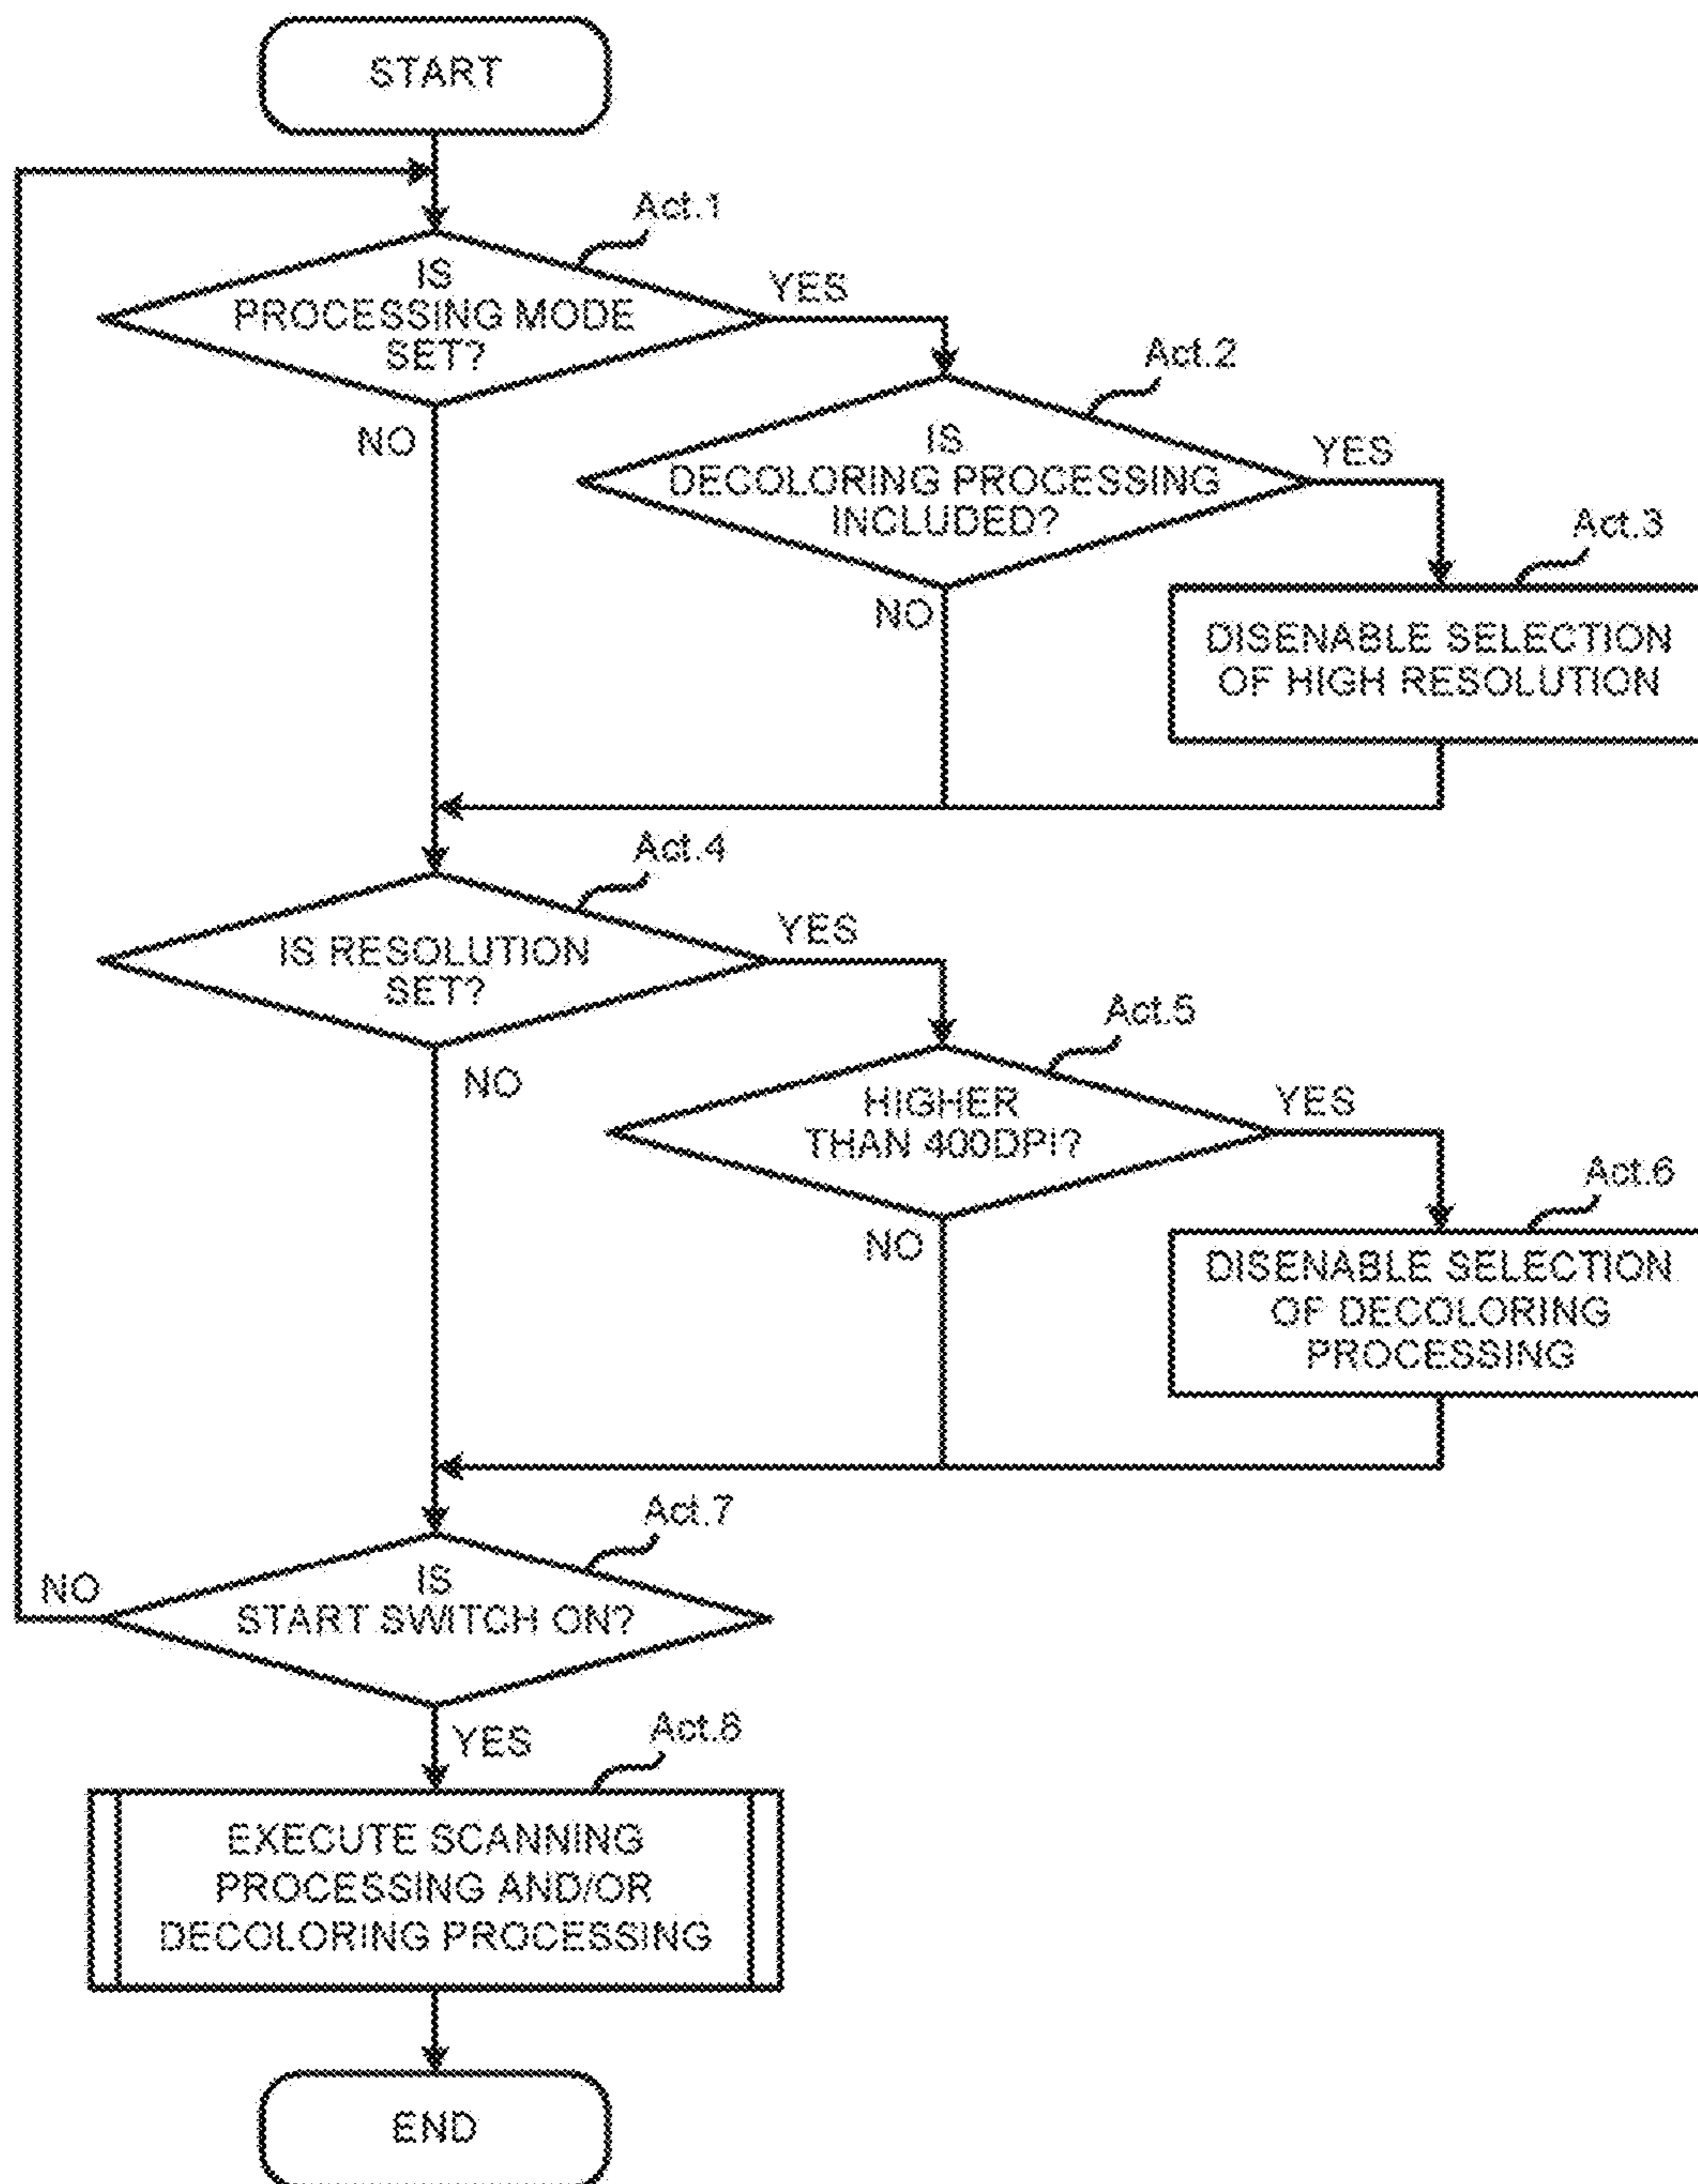 START
Act.1
IS
PROCESSING MODE
SET?
YES
NO
Act.2
IS
DECOLORING PROCESSING
INCLUDED?
YES
NO
Act.3
DISENABLE SELECTION
OF HIGH RESOLUTION
Act.4
IS RESOLUTION
SET?
YES
NO
Act.5
HIGHER
THAN 400DPI?
YES
NO
Act.6
DISENABLE SELECTION
OF DECOLORING
PROCESSING
Act.7
IS
START SWITCH ON?
NO
YES
Act.8
EXECUTE SCANNING
PROCESSING AND/OR
DECOLORING PROCESSING
END